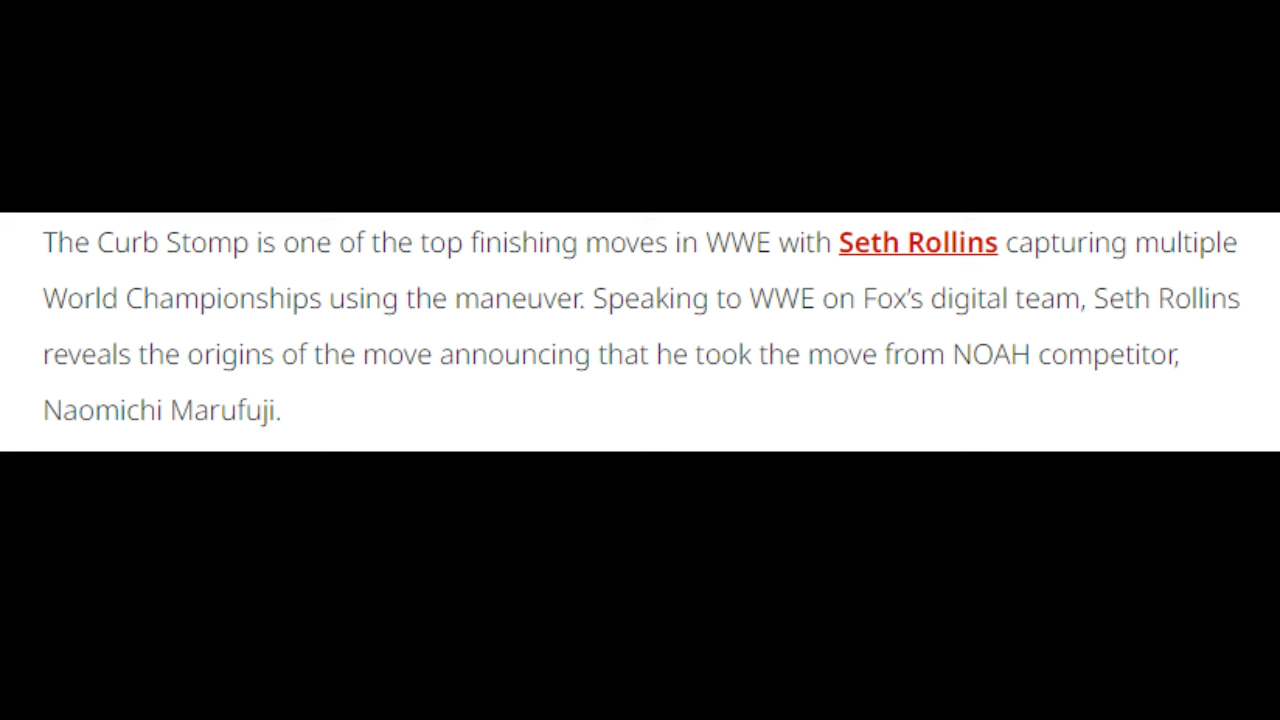 The Curb Stomp is one of the top finishing moves in WWE with Seth Rollins capturing multiple
World Championships using the maneuver. Speaking to WWE on Fox’s digital team, Seth Rollins
reveals the origins of the move announcing that he took the move from NOAH competitor,
Naomichi Marufuji.